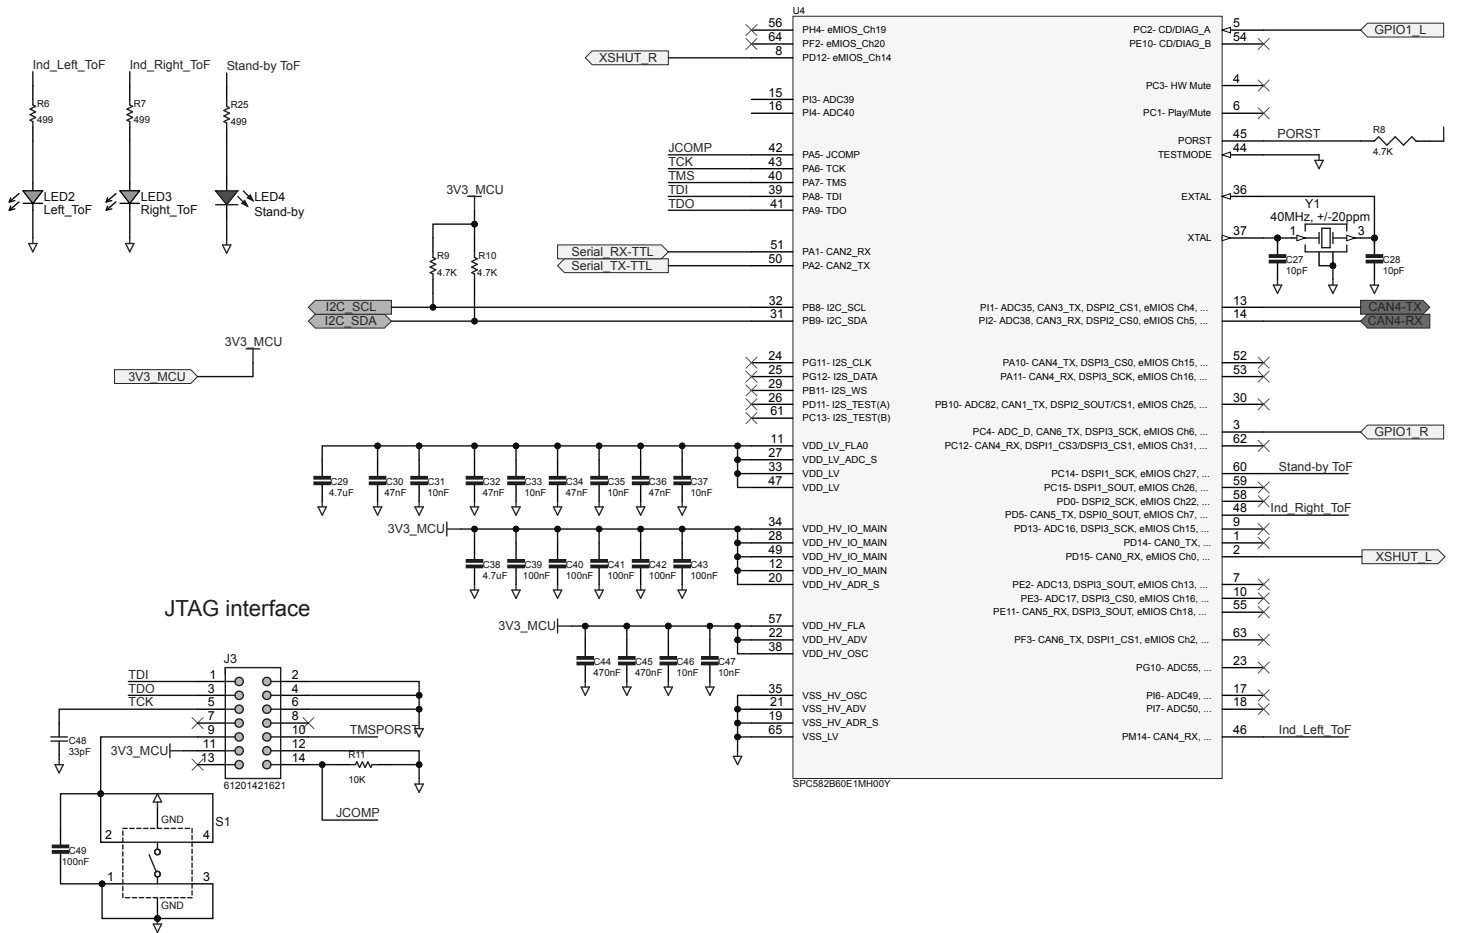 U4
56 PH4- eMIOS_Ch19
64 PF2- eMIOS_Ch20
XSHUT_R 8 PD12- eMIOS_Ch14
15 PI3- ADC39
16 PI4- ADC40
JCOMP 42 PA5- JCOMP
TCK 43 PA6- TCK
TMS 40 PA7- TMS
TDI 39 PA8- TDI
TDO 41 PA9- TDO
Serial_RX-TTL 51 PA1- CAN2_RX
Serial_TX-TTL 50 PA2- CAN2_TX
I2C_SCL 32 PB8- I2C_SCL
I2C_SDA 31 PB9- I2C_SDA
24 PG11- I2S_CLK
25 PG12- I2S_DATA
29 PB11- I2S_WS
26 PD11- I2S_TEST(A)
61 PC13- I2S_TEST(B)
11 VDD_LV_FLA0
27 VDD_LV_ADC_S
33 VDD_LV
47 VDD_LV
34 VDD_HV_IO_MAIN
28 VDD_HV_IO_MAIN
49 VDD_HV_IO_MAIN
12 VDD_HV_IO_MAIN
20 VDD_HV_ADR_S
57 VDD_HV_FLA
22 VDD_HV_ADV
38 VDD_HV_OSC
35 VSS_HV_OSC
21 VSS_HV_ADV
19 VSS_HV_ADR_S
65 VSS_LV
SPC582B60E1MH00Y
PC2- CD/DIAG_A 5 GPIO1_L
PE10- CD/DIAG_B 54
PC3- HW Mute 4
PC1- Play/Mute 6
PORST 45 PORST R8
4.7K
TESTMODE 44
EXTAL 36
XTAL 37
Y1
40MHz, +/-20ppm
1 3
C27
10pF
C28
10pF
PI1- ADC35, CAN3_TX, DSPI2_CS1, eMIOS Ch4, ... 13 CAN4-TX
PI2- ADC38, CAN3_RX, DSPI2_CS0, eMIOS Ch5, ... 14 CAN4-RX
PA10- CAN4_TX, DSPI3_CS0, eMIOS Ch15, ... 52
PA11- CAN4_RX, DSPI3_SCK, eMIOS Ch16, ... 53
PB10- ADC82, CAN1_TX, DSPI2_SOUT/CS1, eMIOS Ch25, ... 30
PC4- ADC_D, CAN6_TX, DSPI3_SCK, eMIOS Ch6, ... 3 GPIO1_R
PC12- CAN4_RX, DSPI1_CS3/DSPI3_CS1, eMIOS Ch31, ... 62
PC14- DSPI1_SCK, eMIOS Ch27, ... 60 Stand-by ToF
PC15- DSPI1_SOUT, eMIOS Ch26, ... 59
PD0- DSPI2_SCK, eMIOS Ch22, ... 58
PD5- CAN5_TX, DSPI0_SOUT, eMIOS Ch7, ... 48 Ind_Right_ToF
PD13- ADC16, DSPI3_SCK, eMIOS Ch15, ... 9
PD14- CAN0_TX, ... 1
PD15- CAN0_RX, eMIOS Ch0, ... 2 XSHUT_L
PE2- ADC13, DSPI3_SOUT, eMIOS Ch13, ... 7
PE3- ADC17, DSPI3_CS0, eMIOS Ch16, ... 10
PE11- CAN5_RX, DSPI3_SOUT, eMIOS Ch18, ... 55
PF3- CAN6_TX, DSPI1_CS1, eMIOS Ch2, ... 63
PG10- ADC55, ... 23
PI6- ADC49, ... 17
PI7- ADC50, ... 18
PM14- CAN4_RX, ... 46 Ind_Left_ToF
Ind_Left_ToF Ind_Right_ToF Stand-by ToF
R6
499
R7
499
R25
499
LED2
Left_ToF
LED3
Right_ToF
LED4
Stand-by
3V3_MCU
R9
4.7K
R10
4.7K
3V3_MCU
3V3_MCU
C29
4.7uF
C30
47nF
C31
10nF
C32
47nF
C33
10nF
C34
47nF
C35
10nF
C36
47nF
C37
10nF
3V3_MCU
C38
4.7uF
C39
100nF
C40
100nF
C41
100nF
C42
100nF
C43
100nF
3V3_MCU
C44
470nF
C45
470nF
C46
10nF
C47
10nF
JTAG interface
J3
TDI 1 2
TDO 3 4
TCK 5 6
7 8
9 10 TMSPORST
3V3_MCU 11 12
13 14 R11
10K
61201421621
JCOMP
C48
33pF
GND S1
2 4
C49
100nF
1 3
GND